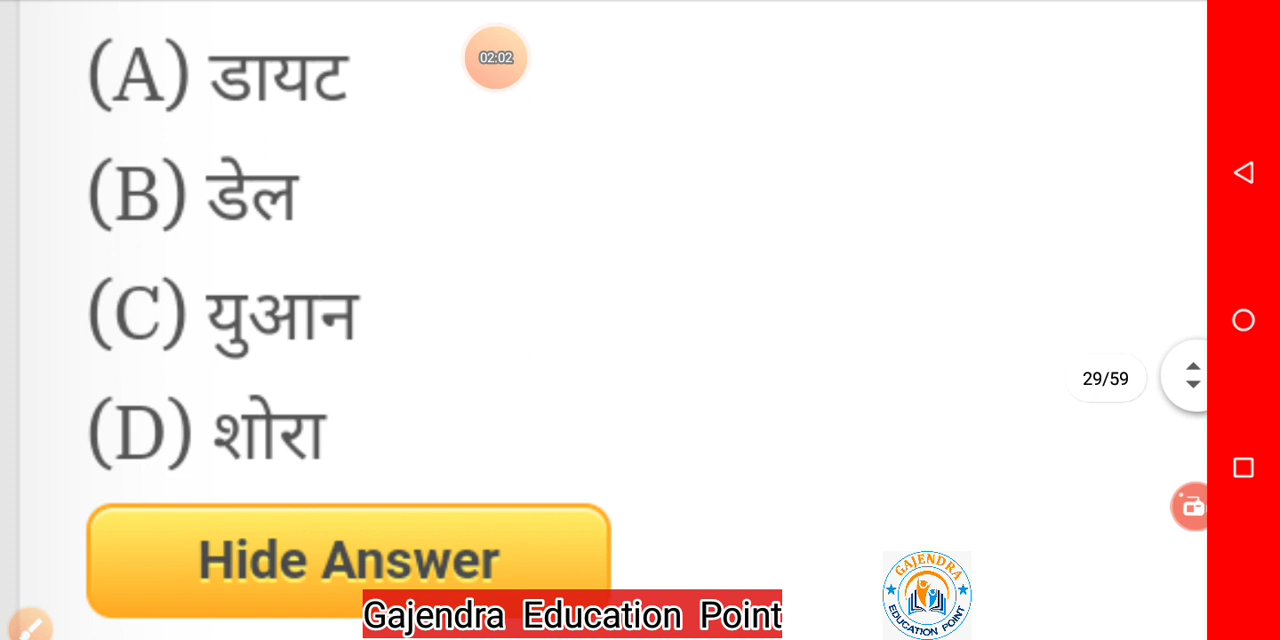 (A) डायट
02:02
(B) डेल
(C) युआन
29/59
(D) शोरा
Hide Answer
Gajendra Education Point
GAJENDRA
EDUCATION POINT